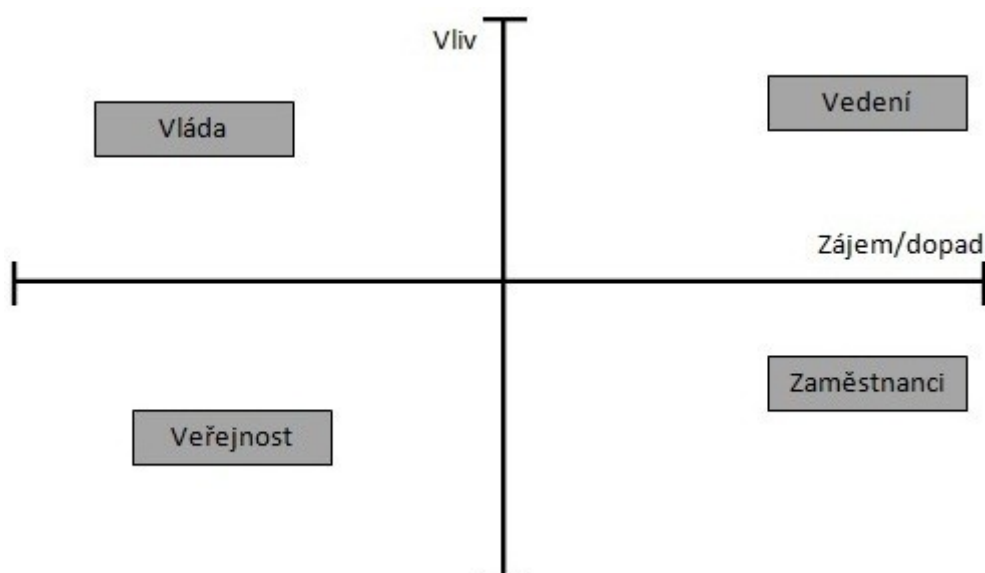 Vliv
Vedení
Vláda
Zájem/dopad
Zaměstnanci
Veřejnost